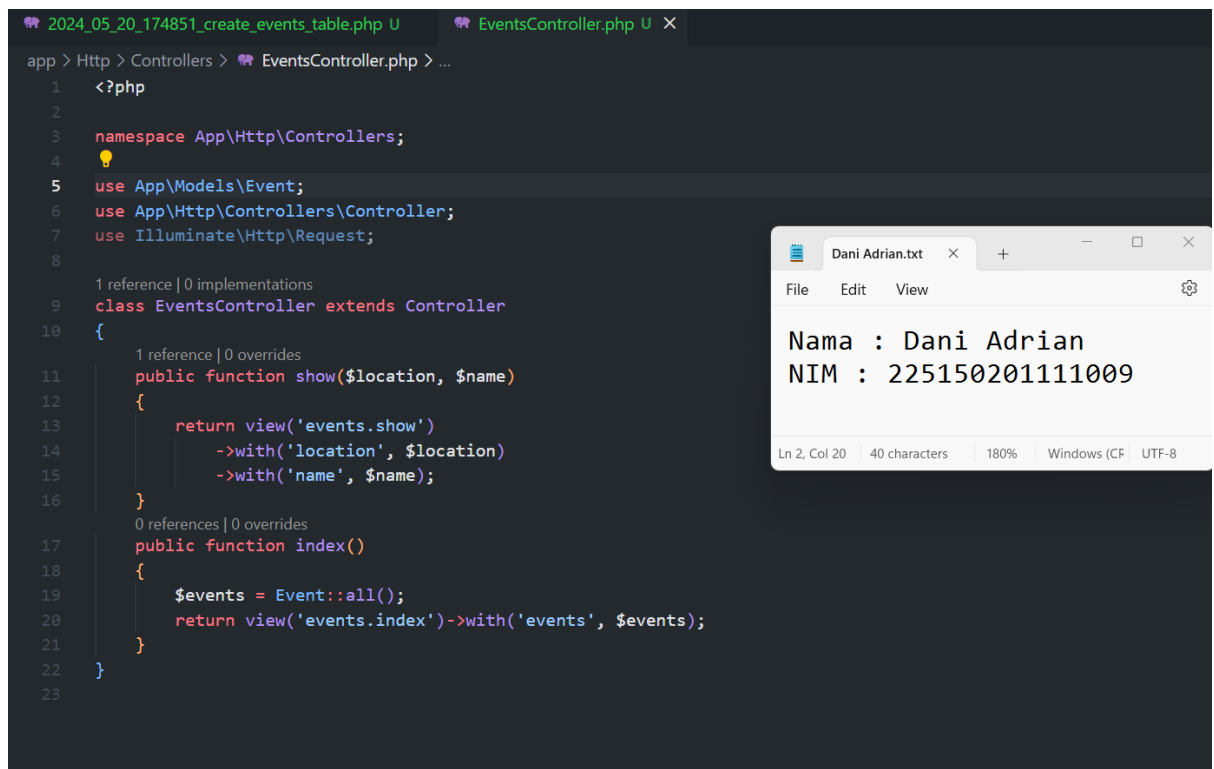 2024_05_20_174851_create_events_table.php U
EventsController.php U
app > Http > Controllers > EventsController.php > ...
1 <?php
2
3 namespace App\Http\Controllers;
4
5 use App\Models\Event;
6 use App\Http\Controllers\Controller;
7 use Illuminate\Http\Request;
8
1 reference | 0 implementations
9 class EventsController extends Controller
10 {
1 reference | 0 overrides
11 public function show($location, $name)
12 {
13 return view('events.show')
14 ->with('location', $location)
15 ->with('name', $name);
16 }
0 references | 0 overrides
17 public function index()
18 {
19 $events = Event::all();
20 return view('events.index')->with('events', $events);
21 }
22 }
23
Dani Adrian.txt
File Edit View
Nama : Dani Adrian
NIM : 225150201111009
Ln 2, Col 20 40 characters 180% Windows (CR UTF-8